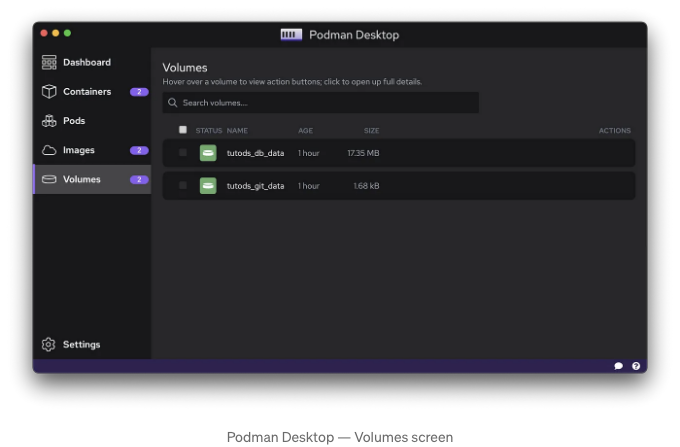 Podman Desktop
Dashboard
Containers 2
Pods
Images 2
Volumes 2
Settings
Volumes
Hover over a volume to view action buttons; click to open up full details.
Search volumes...
STATUS NAME AGE SIZE ACTIONS
tutods_db_data 1 hour 17.35 MB
tutods_git_data 1 hour 1.68 kB
Podman Desktop — Volumes screen